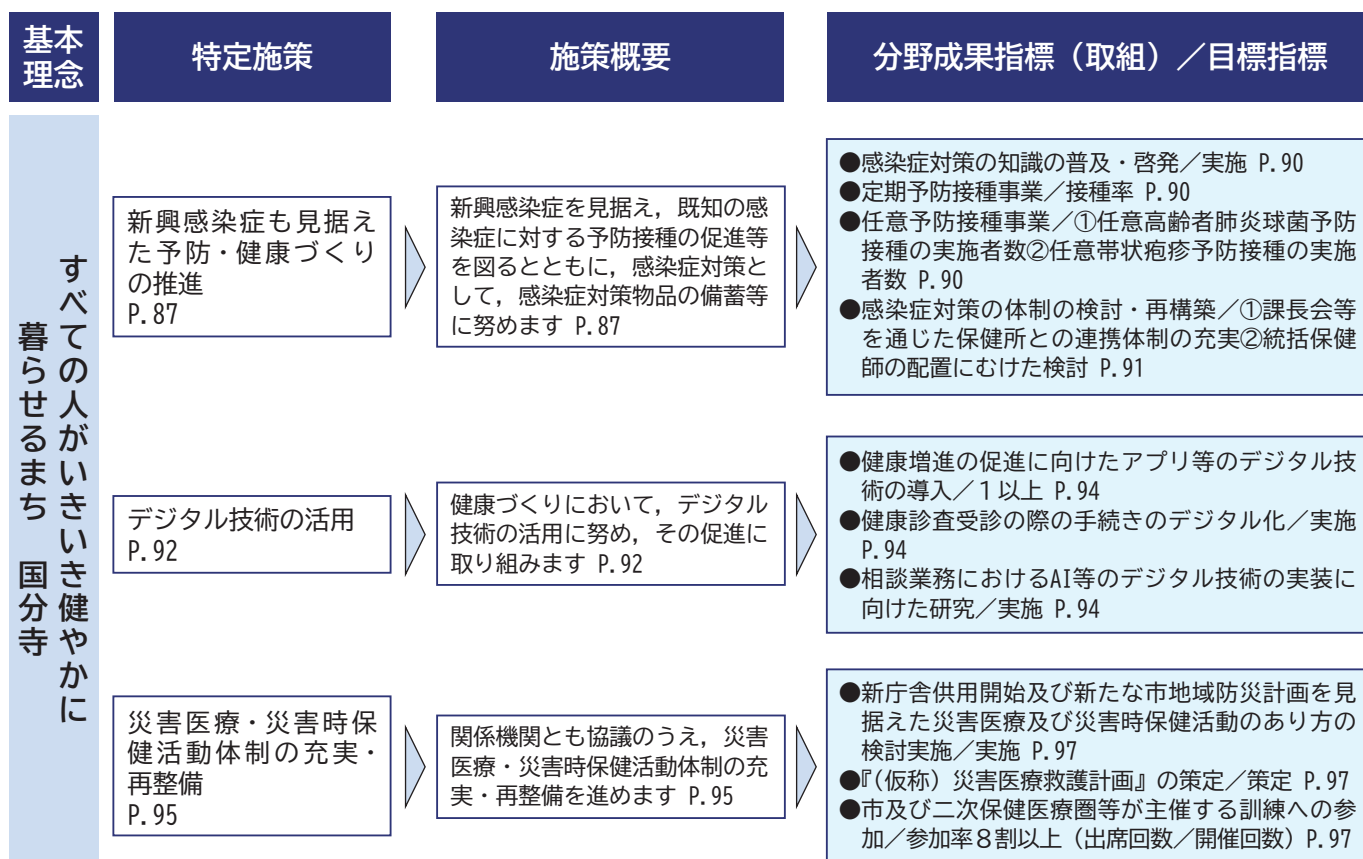 基本
理念
特定施策
施策概要
分野成果指標（取組）／目標指標
すべての人がいきいき健やかに
暮らせるまち　国分寺
新興感染症も見据え
た予防・健康づくり
の推進
P.87
新興感染症を見据え，既知の感
染症に対する予防接種の促進等
を図るとともに，感染症対策と
して，感染症対策物品の備蓄等
に努めます P.87
●感染症対策の知識の普及・啓発／実施 P.90
●定期予防接種事業／接種率 P.90
●任意予防接種事業／①任意高齢者肺炎球菌予防
接種の実施者数②任意帯状疱疹予防接種の実施
者数 P.90
●感染症対策の体制の検討・再構築／①課長会等
を通じた保健所との連携体制の充実②統括保健
師の配置にむけた検討 P.91
デジタル技術の活用
P.92
健康づくりにおいて，デジタル
技術の活用に努め，その促進に
取り組みます P.92
●健康増進の促進に向けたアプリ等のデジタル技
術の導入／１以上 P.94
●健康診査受診の際の手続きのデジタル化／実施
P.94
●相談業務におけるAI等のデジタル技術の実装に
向けた研究／実施 P.94
災害医療・災害時保
健活動体制の充実・
再整備
P.95
関係機関とも協議のうえ，災害
医療・災害時保健活動体制の充
実・再整備を進めます P.95
●新庁舎供用開始及び新たな市地域防災計画を見
据えた災害医療及び災害時保健活動のあり方の
検討実施／実施 P.97
●『(仮称）災害医療救護計画』の策定／策定 P.97
●市及び二次保健医療圏等が主催する訓練への参
加／参加率８割以上（出席回数／開催回数）P.97